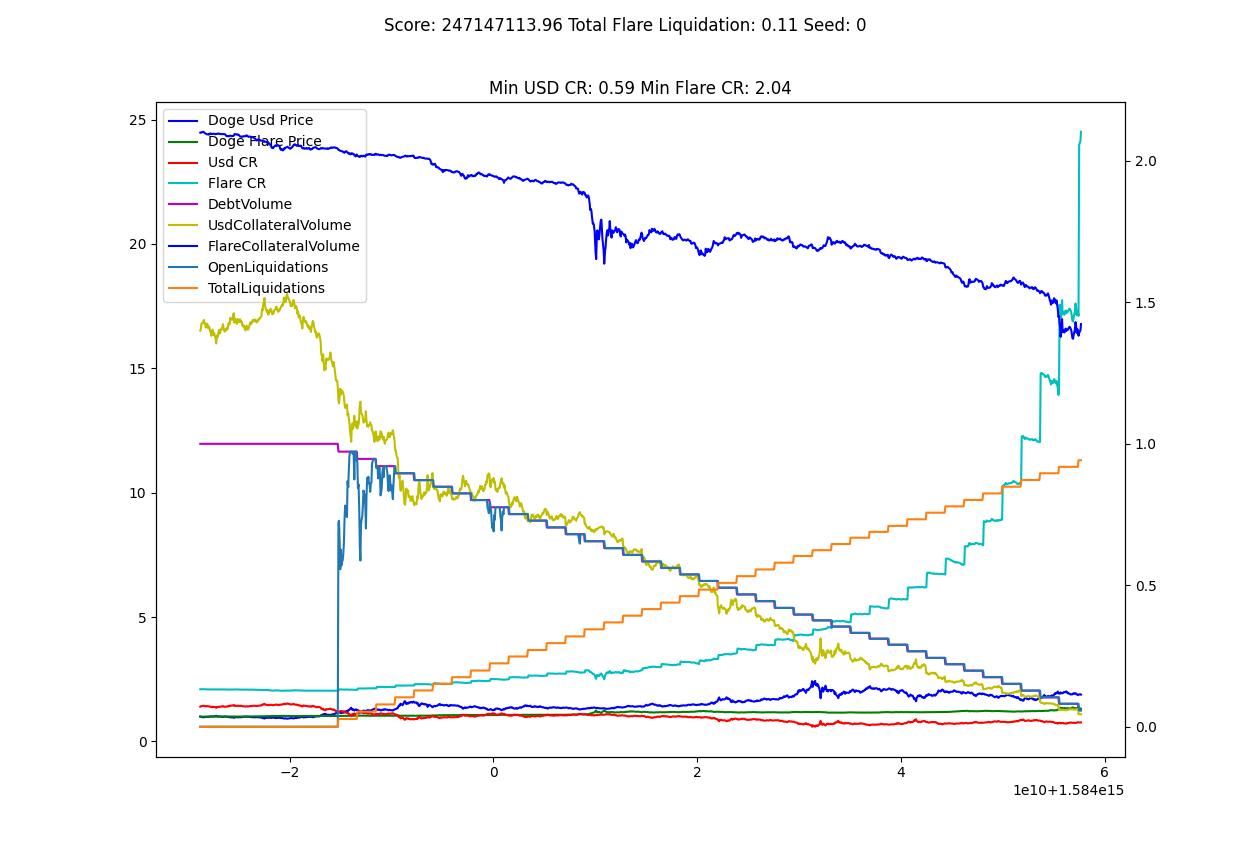 Score: 247147113.96 Total Flare Liquidation: 0.11 Seed: 0
Min USD CR: 0.59 Min Flare CR: 2.04
Doge Usd Price
Doge Flare Price
Usd CR
Flare CR
DebtVolume
UsdCollateralVolume
FlareCollateralVolume
OpenLiquidations
TotalLiquidations
25
20
15
10
5
0
2.0
1.5
1.0
0.5
0.0
−2
0
2
4
6
1e10+1.584e15